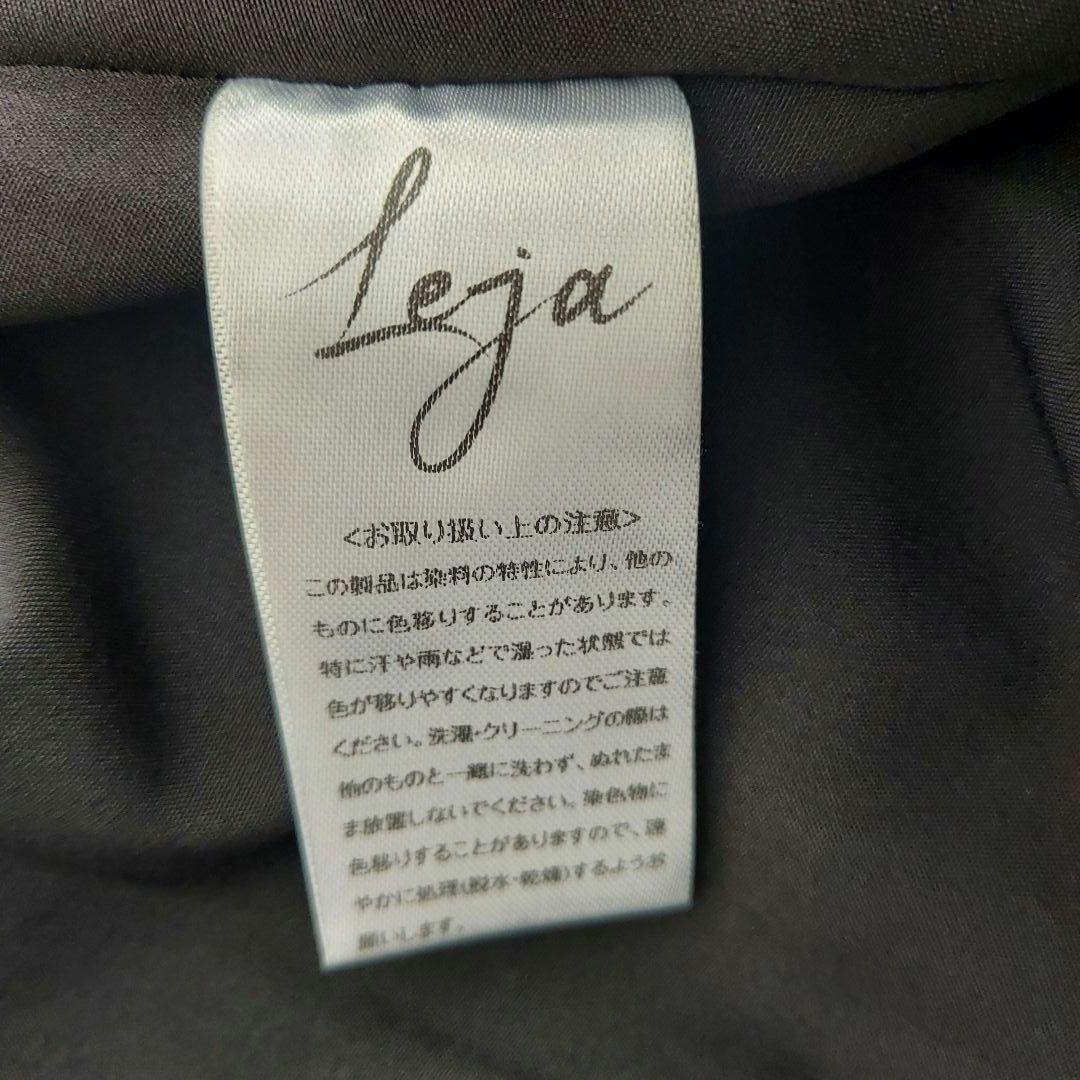 Leja
<お取り扱い上の注意>
この製品は染料の特性により、他の
ものに色移りすることがあります。
特に汗や雨などで湿った状態では
色が移りやすくなりますのでご注意
ください。洗濯・クリーニングの際は
他のものと一緒に洗わず、ぬれたま
ま放置しないでください。染色物に
色移りすることがありますので、速
やかに処理(脱水・乾燥)するようお
願いします。